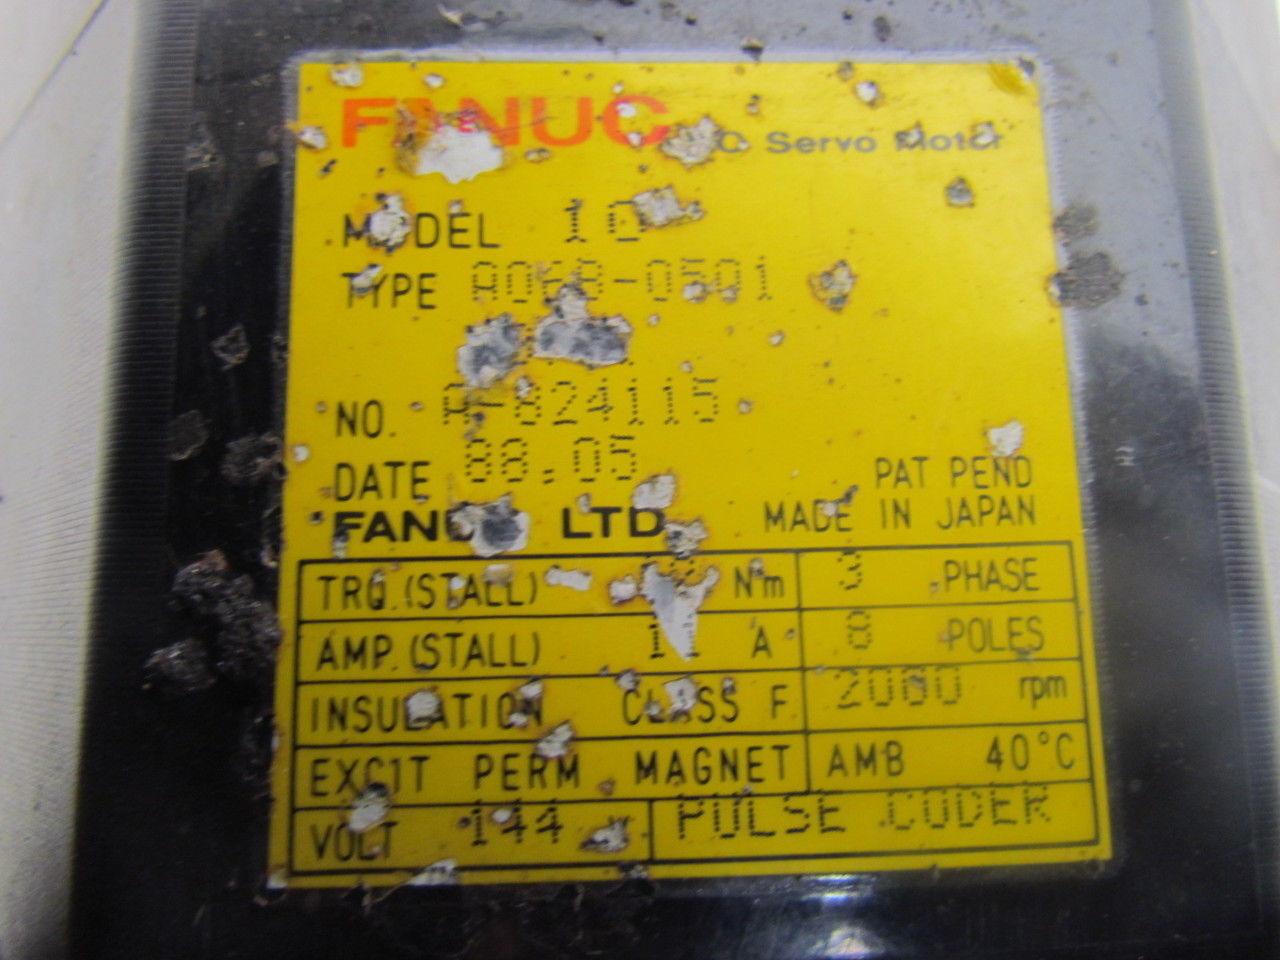 FANUC Servo Motor
MODEL 10
TYPE A06B-0501
NO. 824115
DATE 88.05
PAT PEND
FANUC LTD MADE IN JAPAN
TRQ.(STALL) N·m 3 PHASE
AMP.(STALL) A 8 POLES
INSULATION CLASS F 2000 rpm
EXCIT PERM MAGNET AMB 40°C
VOLT 144 PULSE CODER